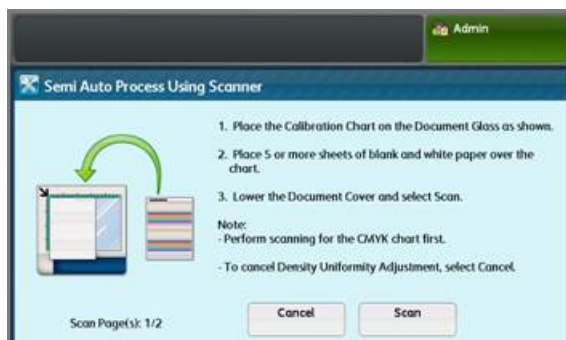 Admin
Semi Auto Process Using Scanner
1. Place the Calibration Chart on the Document Glass as shown.
2. Place 5 or more sheets of blank and white paper over the
chart.
3. Lower the Document Cover and select Scan.
Note:
- Perform scanning for the CMYK chart first.
- To cancel Density Uniformity Adjustment, select Cancel.
Scan Page(s): 1/2
Cancel
Scan